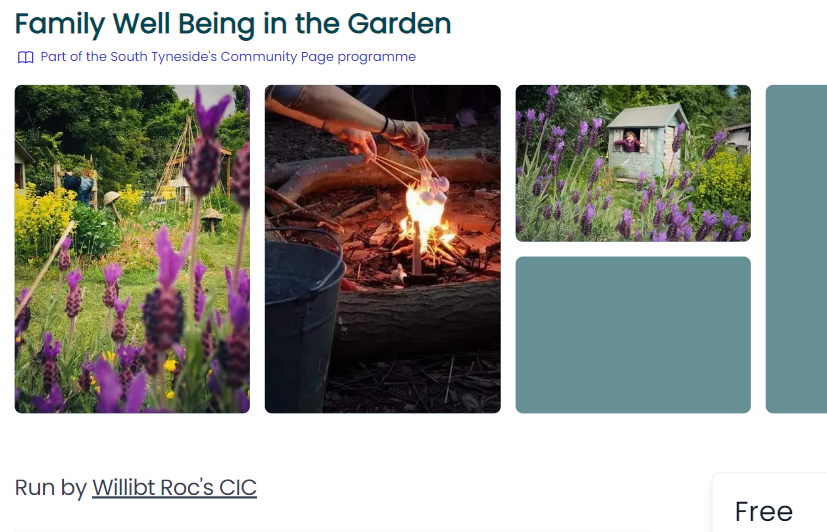 Family Well Being in the Garden
Part of the South Tyneside's Community Page programme
Run by Willibt Roc's CIC
Free